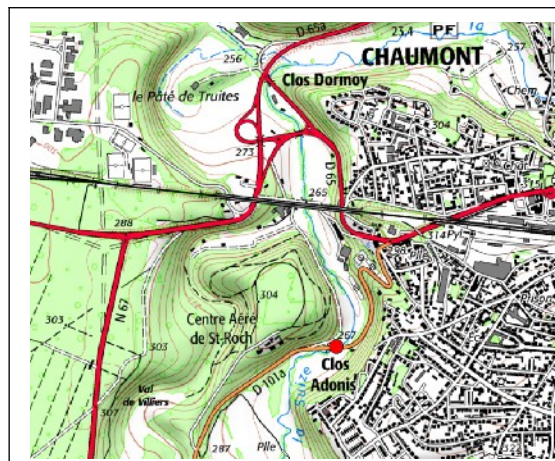 D 65a
23.4
PF
la
CHAUMONT
257
256
Clos Dormoy
le Pâté de Truites
Chem.
304
273
D 65
265
288
N 67
304
Centre Aéré
de St-Roch
303
303
257
Clos
Adonis
D 101a
Val
de Villiers
307
la Suize
287
Plle